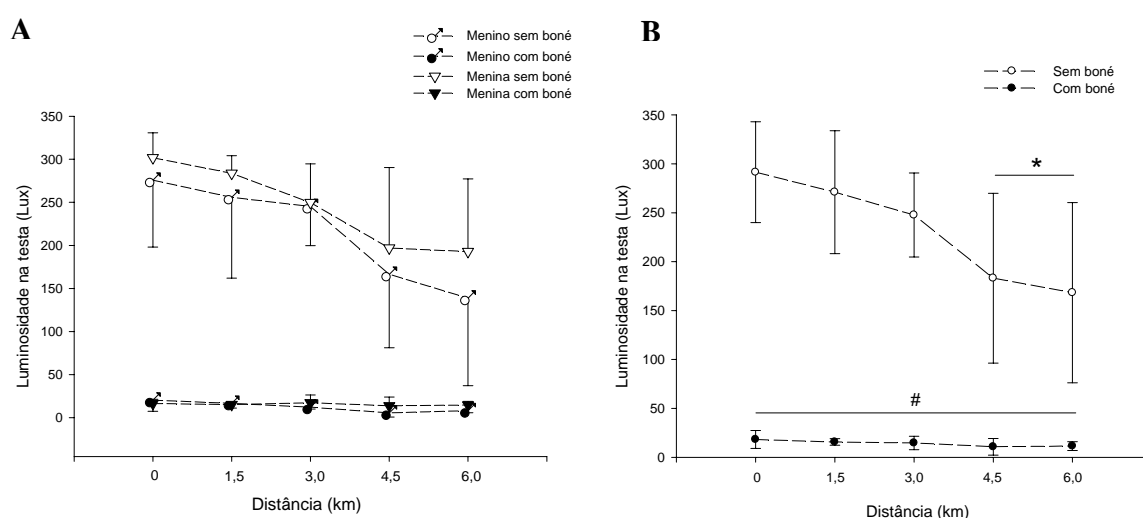 A
Menino sem boné
Menino com boné
Menina sem boné
Menina com boné
Luminosidade na testa (Lux)
350
300
250
200
150
100
50
0
0 1,5 3,0 4,5 6,0
Distância (km)
B
Sem boné
Com boné
Luminosidade na testa (Lux)
350
300
250
200
150
100
50
0
*
#
0 1,5 3,0 4,5 6,0
Distância (km)